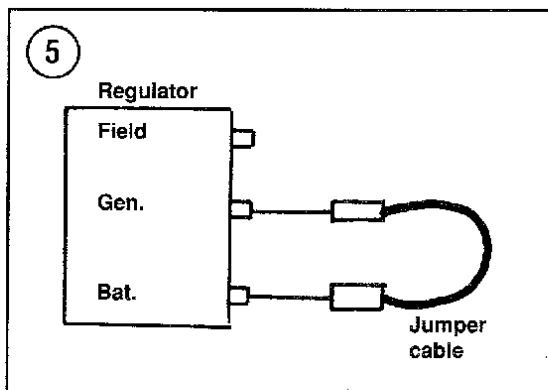 5
Regulator
Field
Gen.
Bat.
Jumper
cable